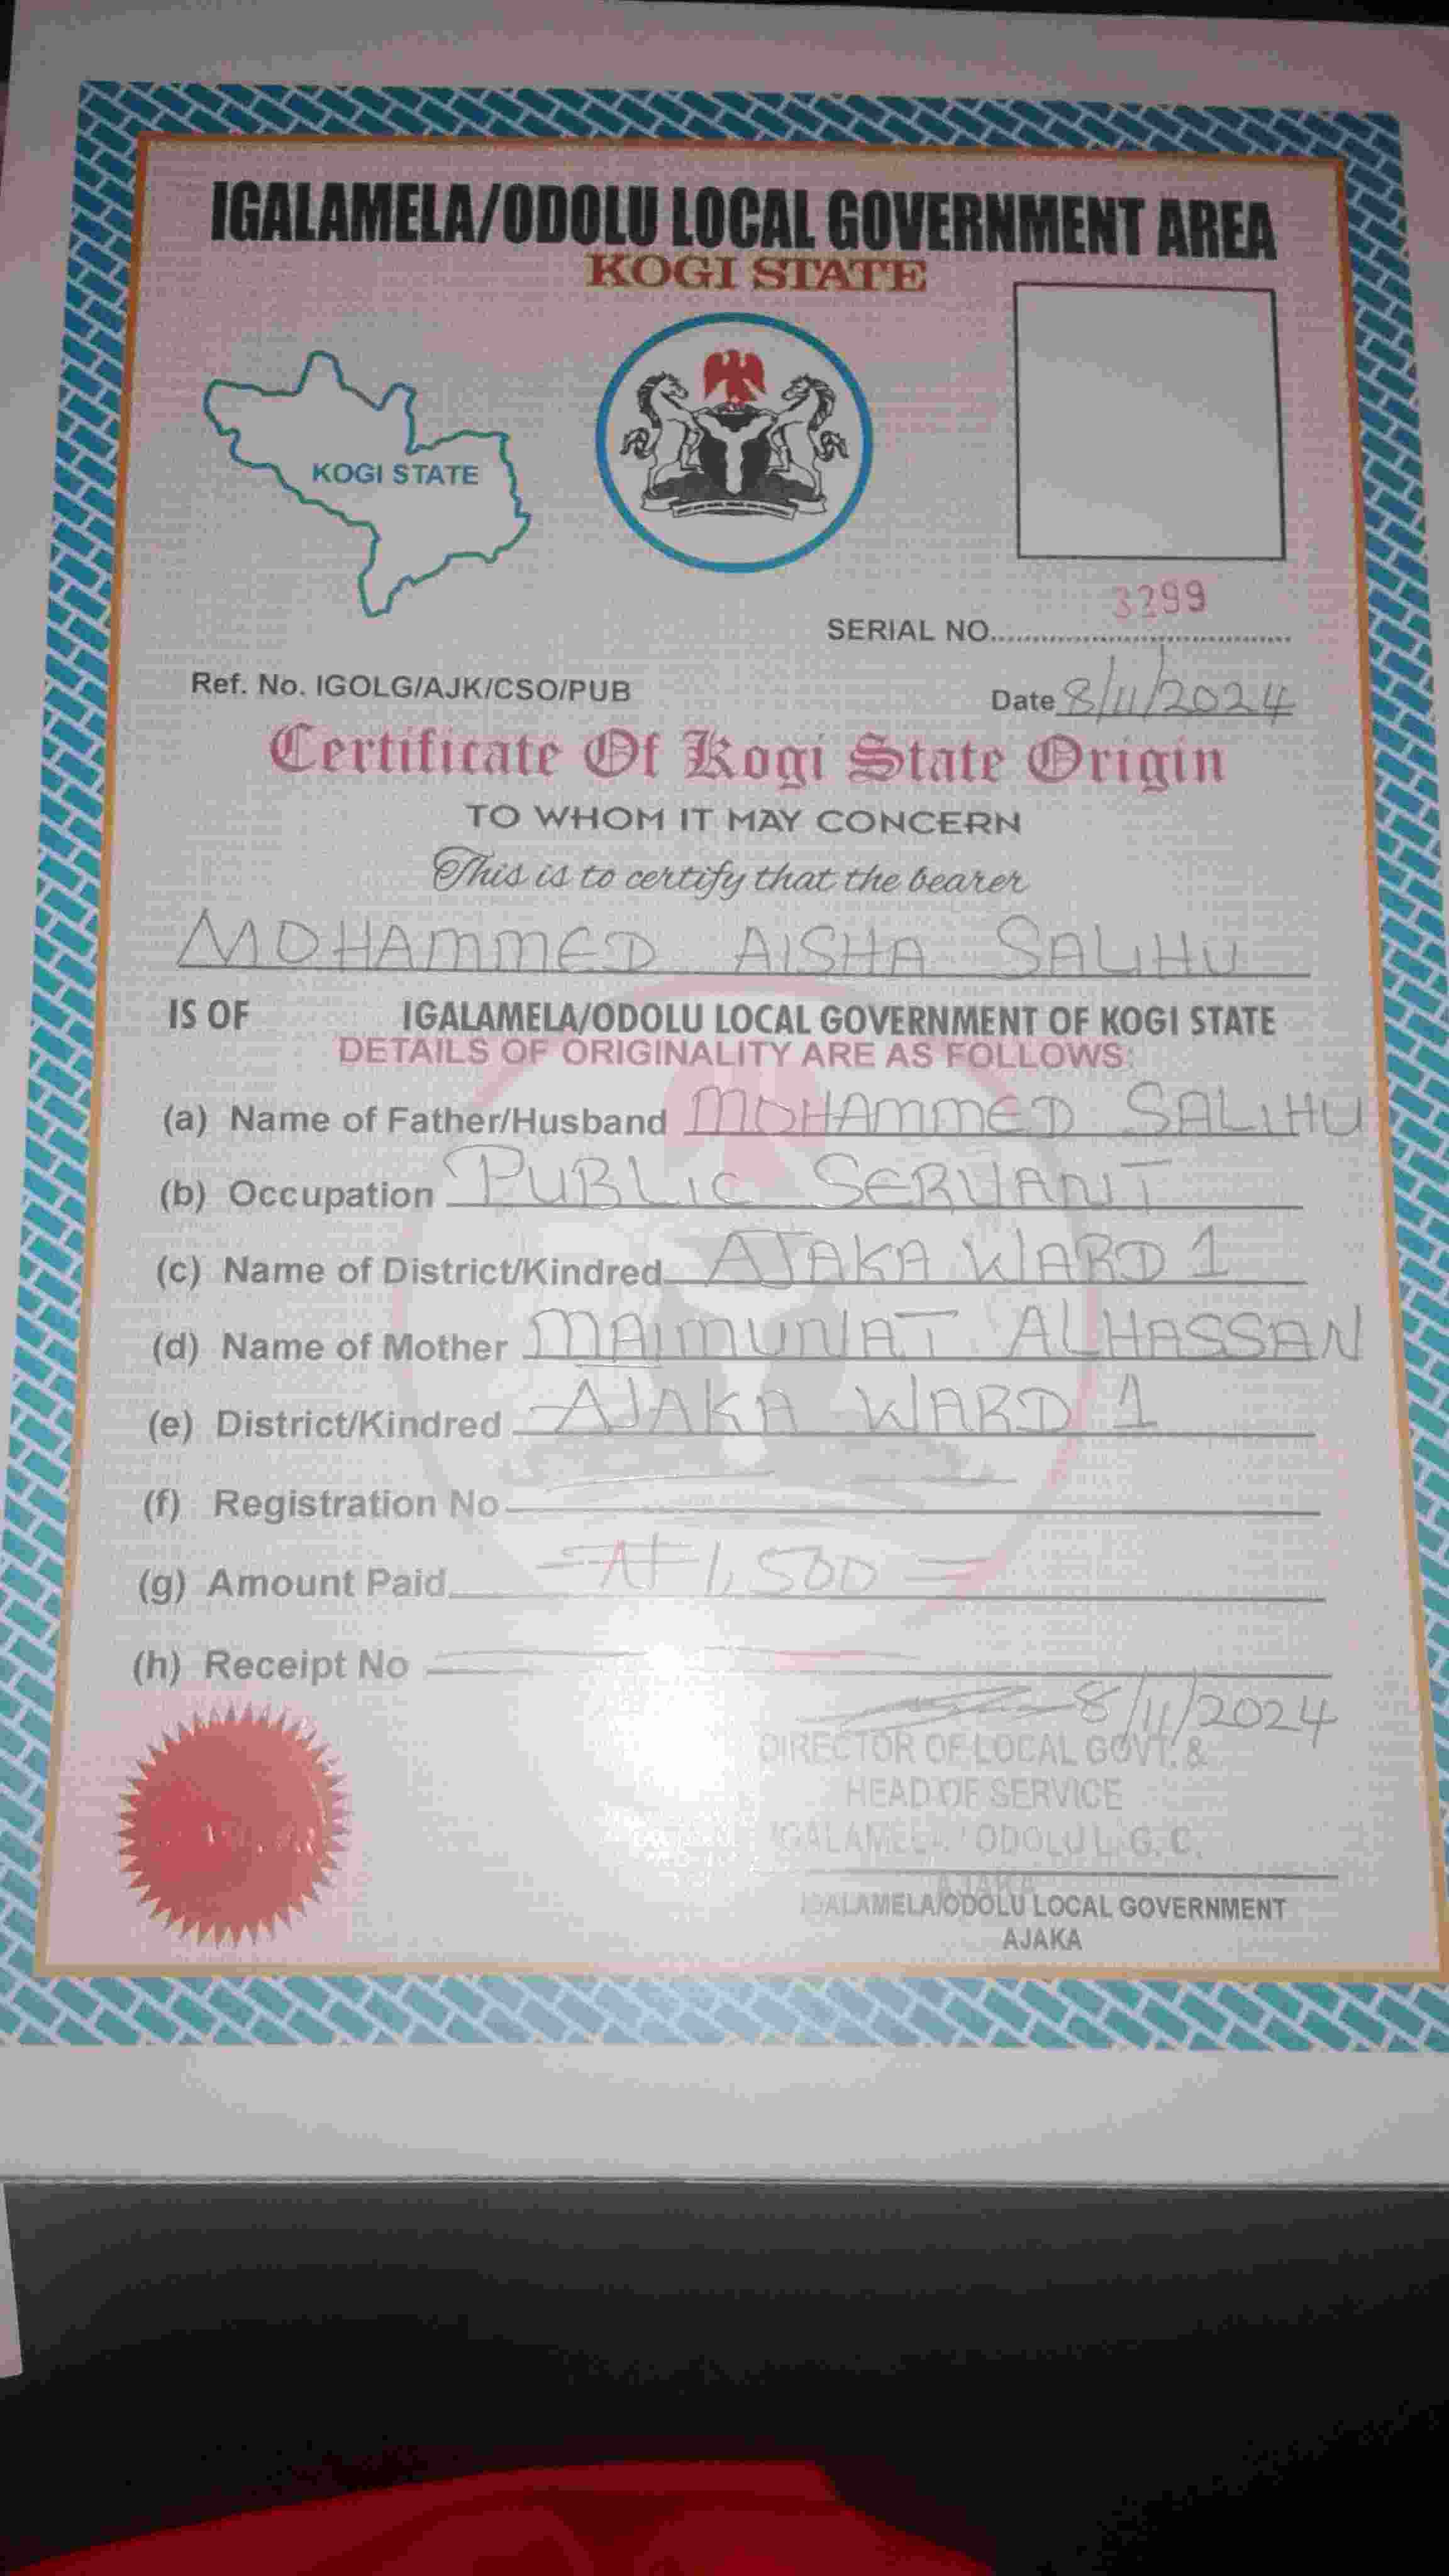 IGALAMELA/ODOLU LOCAL GOVERNMENT AREA
KOGI STATE
KOGI STATE
3299
SERIAL NO
Ref. No. IGOLG/AJK/CSO/PUB
Date 8/11/2024
Certificate Of Kogi State Origin
TO WHOM IT MAY CONCERN
This is to certify that the bearer
MOHAMMED AISHA SALIHU
IS OF IGALAMELA/ODOLU LOCAL GOVERNMENT OF KOGI STATE
DETAILS OF ORIGINALITY ARE AS FOLLOWS:
(a) Name of Father/Husband MOHAMMED SALIHU
(b) Occupation PUBLIC SERVANT
(c) Name of District/Kindred AJAKA WARD 1
(d) Name of Mother MAIMUNAT ALHASSAN
(e) District/Kindred AJAKA WARD 1
(f) Registration No
(g) Amount Paid =₦1,500=
(h) Receipt No
8/11/2024
DIRECTOR OF LOCAL GOVT. &
HEAD OF SERVICE
IGALAMELA/ODOLU L.G.C.
AJAKA
IGALAMELA/ODOLU LOCAL GOVERNMENT
AJAKA